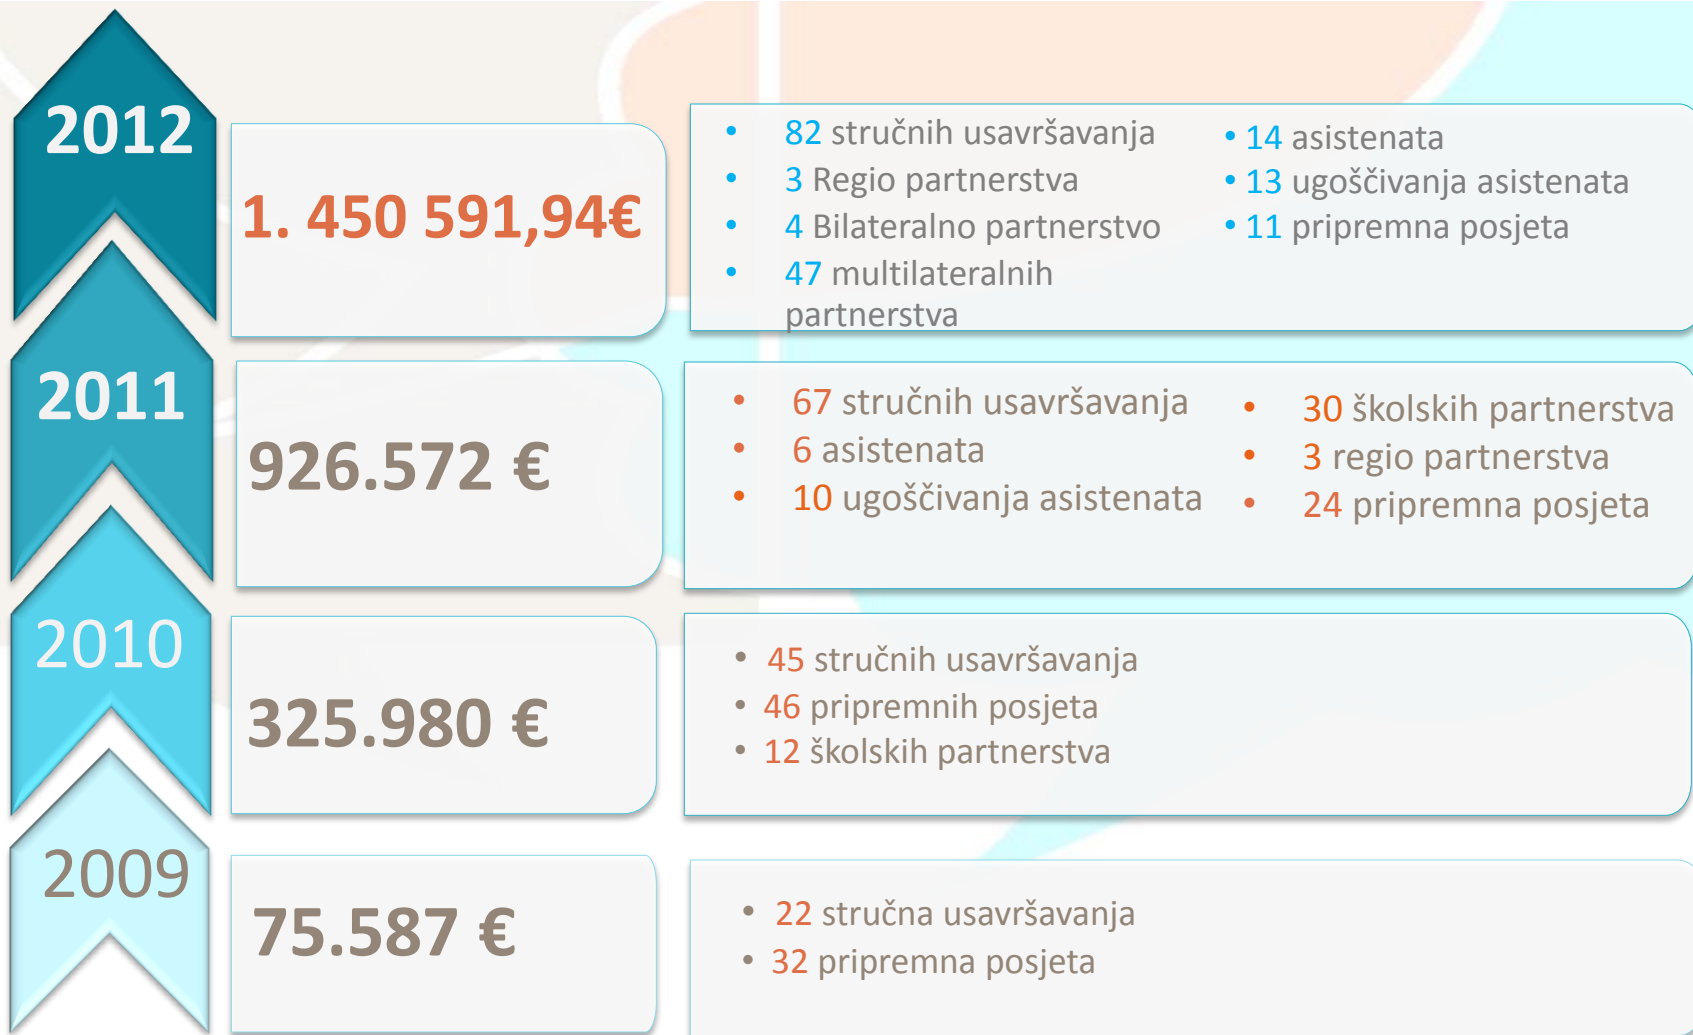 2012
1. 450 591,94€
• 82 stručnih usavršavanja
• 3 Regio partnerstva
• 4 Bilateralno partnerstvo
• 47 multilateralnih
partnerstva
• 14 asistenata
• 13 ugoščivanja asistenata
• 11 pripremna posjeta
2011
926.572 €
• 67 stručnih usavršavanja
• 6 asistenata
• 10 ugoščivanja asistenata
• 30 školskih partnerstva
• 3 regio partnerstva
• 24 pripremna posjeta
2010
325.980 €
• 45 stručnih usavršavanja
• 46 pripremnih posjeta
• 12 školskih partnerstva
2009
75.587 €
• 22 stručna usavršavanja
• 32 pripremna posjeta